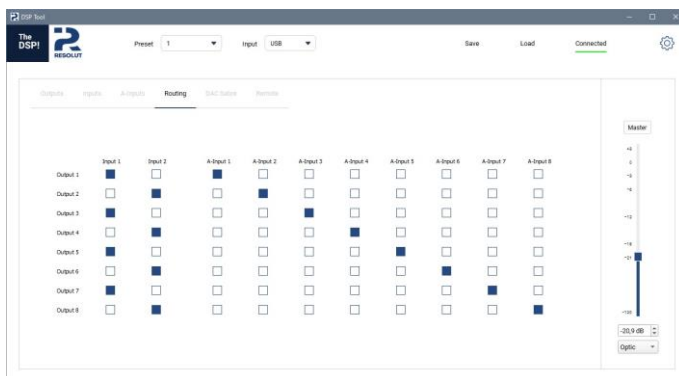 DSP Tool
The
DSP!
RESOLUT
Preset 1 Input USB Save Load Connected
Outputs Inputs A-Inputs Routing DAC Valve Remote
Master
Input 1 Input 2 A-Input 1 A-Input 2 A-Input 3 A-Input 4 A-Input 5 A-Input 6 A-Input 7 A-Input 8
Output 1
Output 2
Output 3
Output 4
Output 5
Output 6
Output 7
Output 8
-20,9 dB
Optic